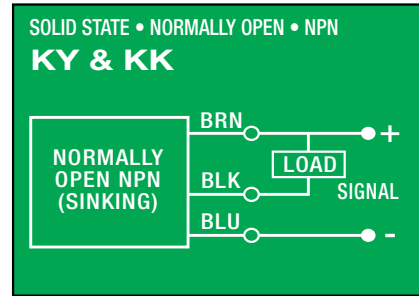 SOLID STATE • NORMALLY OPEN • NPN
KY & KK
NORMALLY
OPEN NPN
(SINKING)
BRN
+
LOAD
BLK
SIGNAL
BLU
-